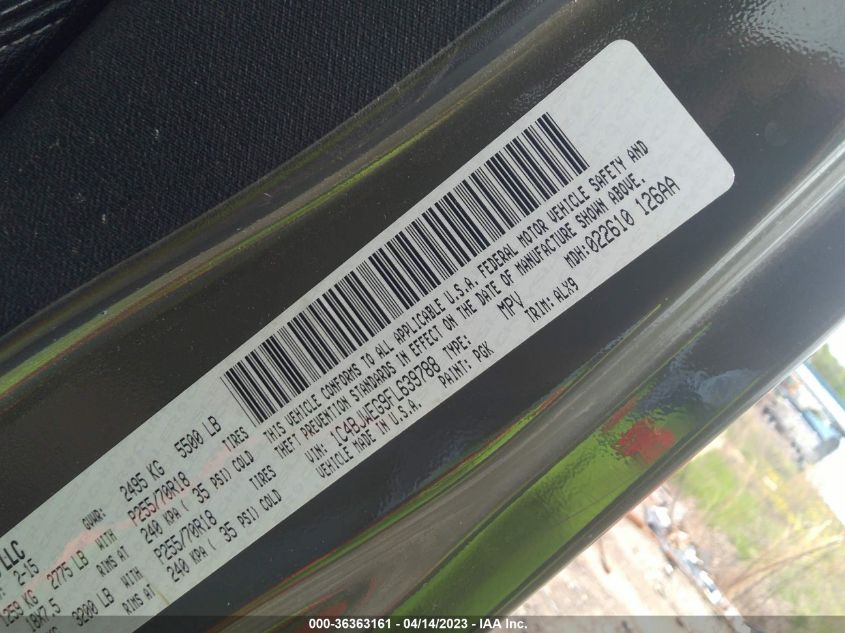 LLC
2-15
GVWR: 2495 KG 5500 LB
1259 KG 2775 LB WITH P255/70R18 TIRES
18X7.5 RIMS AT 240 KPA ( 35 PSI) COLD
3200 LB WITH P255/70R18 TIRES
RIMS AT 240 KPA ( 35 PSI) COLD
THIS VEHICLE CONFORMS TO ALL APPLICABLE U.S.A. FEDERAL MOTOR VEHICLE SAFETY AND
THEFT PREVENTION STANDARDS IN EFFECT ON THE DATE OF MANUFACTURE SHOWN ABOVE.
VIN: 1C4BJWEG9FL639788 TYPE: MPV MDH:022610 126AA
VEHICLE MADE IN U.S.A. PAINT: PGK TRIM: ALX9
000-36363161 - 04/14/2023 - IAA Inc.